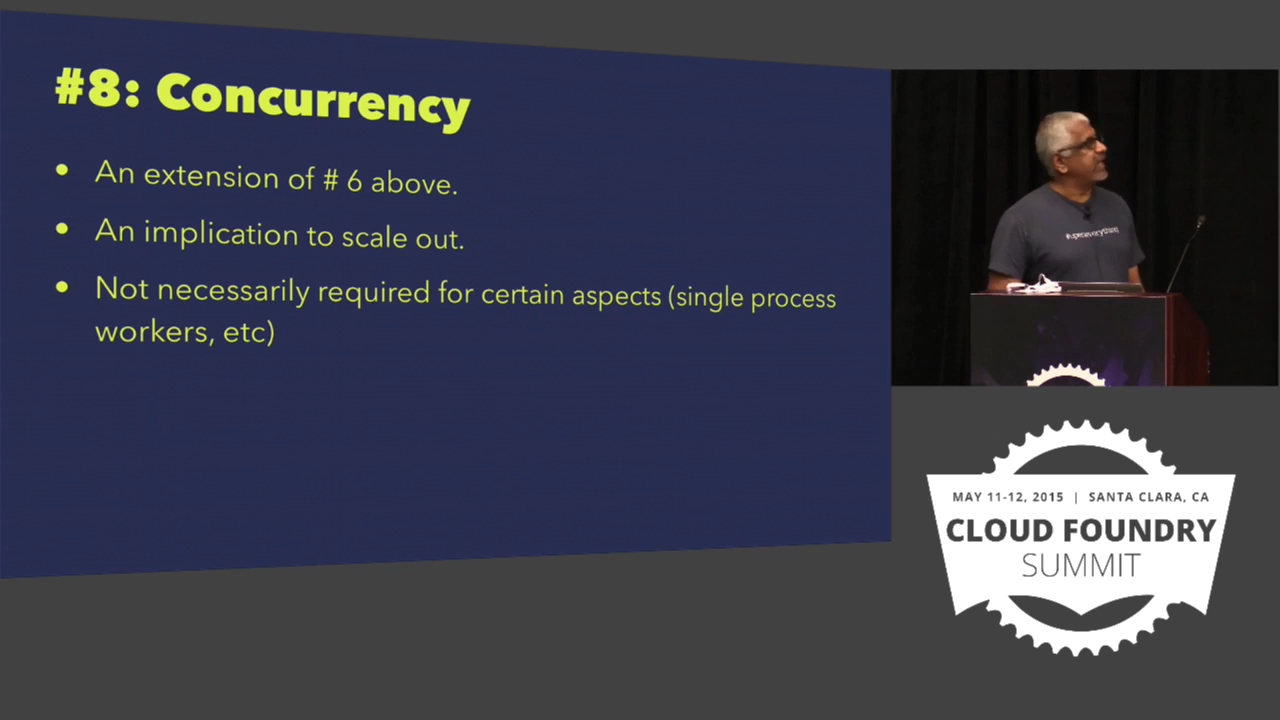 #8: Concurrency
• An extension of # 6 above.
• An implication to scale out.
• Not necessarily required for certain aspects (single process
workers, etc)
MAY 11-12, 2015 | SANTA CLARA, CA
CLOUD FOUNDRY
SUMMIT